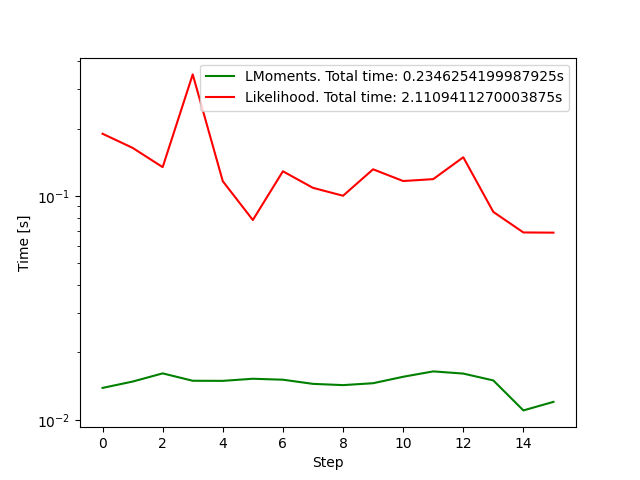 LMoments. Total time: 0.2346254199987925s
Likelihood. Total time: 2.1109411270003875s
10⁻¹
10⁻²
Time [s]
0 2 4 6 8 10 12 14
Step